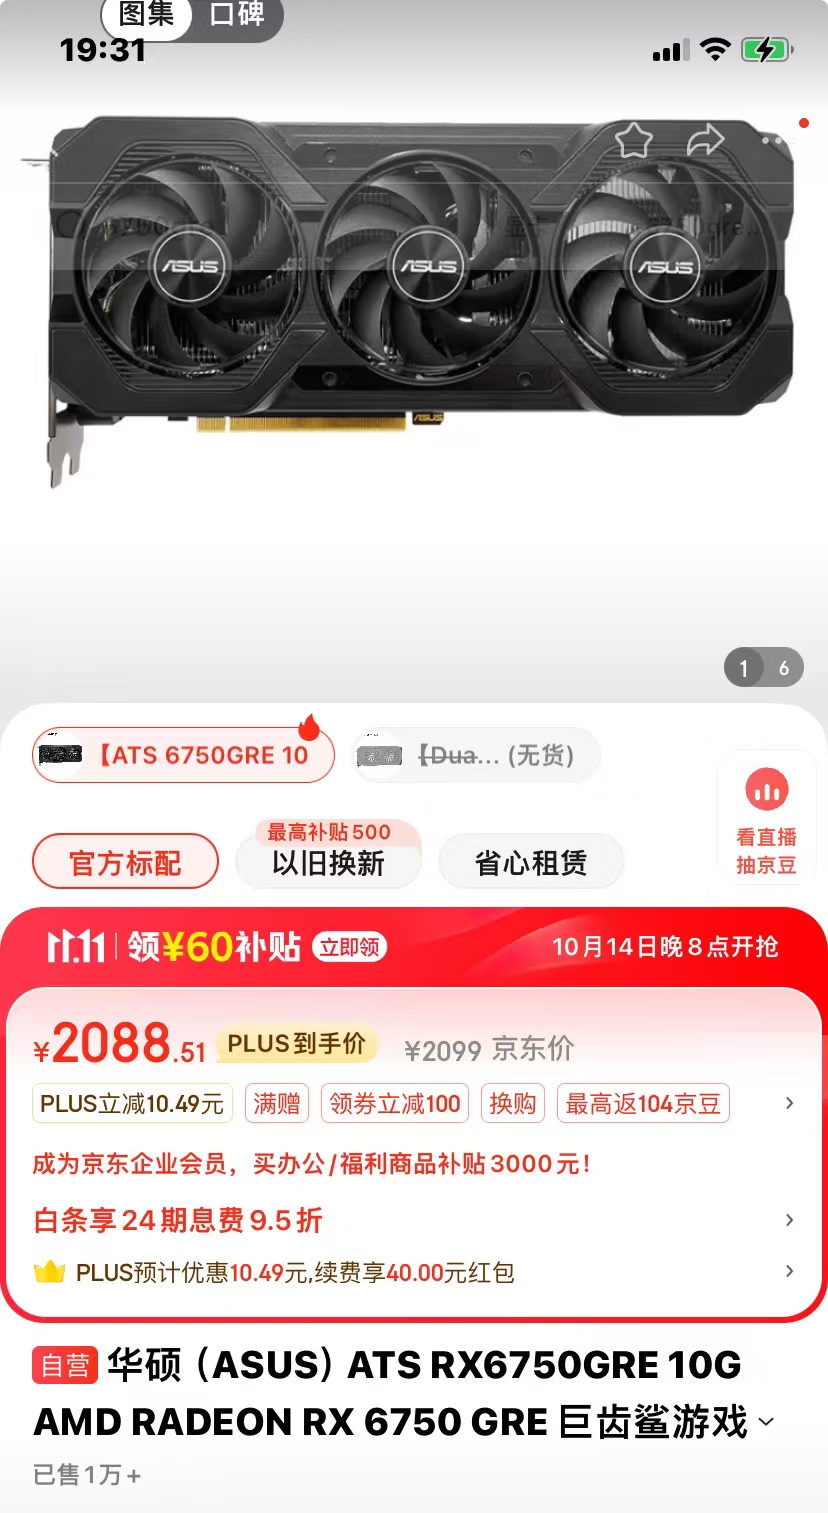 图集 口碑
19:31
ASUS ASUS ASUS
ASUS
1 6
【ATS 6750GRE 10 【Dua... (无货)
最高补贴500
官方标配 以旧换新 省心租赁
看直播
抽京豆
11.11 领¥60补贴 立即领 10月14日晚8点开抢
¥2088.51 PLUS到手价 ¥2099 京东价
PLUS立减10.49元 满赠 领券立减100 换购 最高返104京豆
成为京东企业会员，买办公/福利商品补贴3000元！
白条享24期息费9.5折
PLUS预计优惠10.49元,续费享40.00元红包
自营 华硕（ASUS）ATS RX6750GRE 10G
AMD RADEON RX 6750 GRE 巨齿鲨游戏
已售1万+